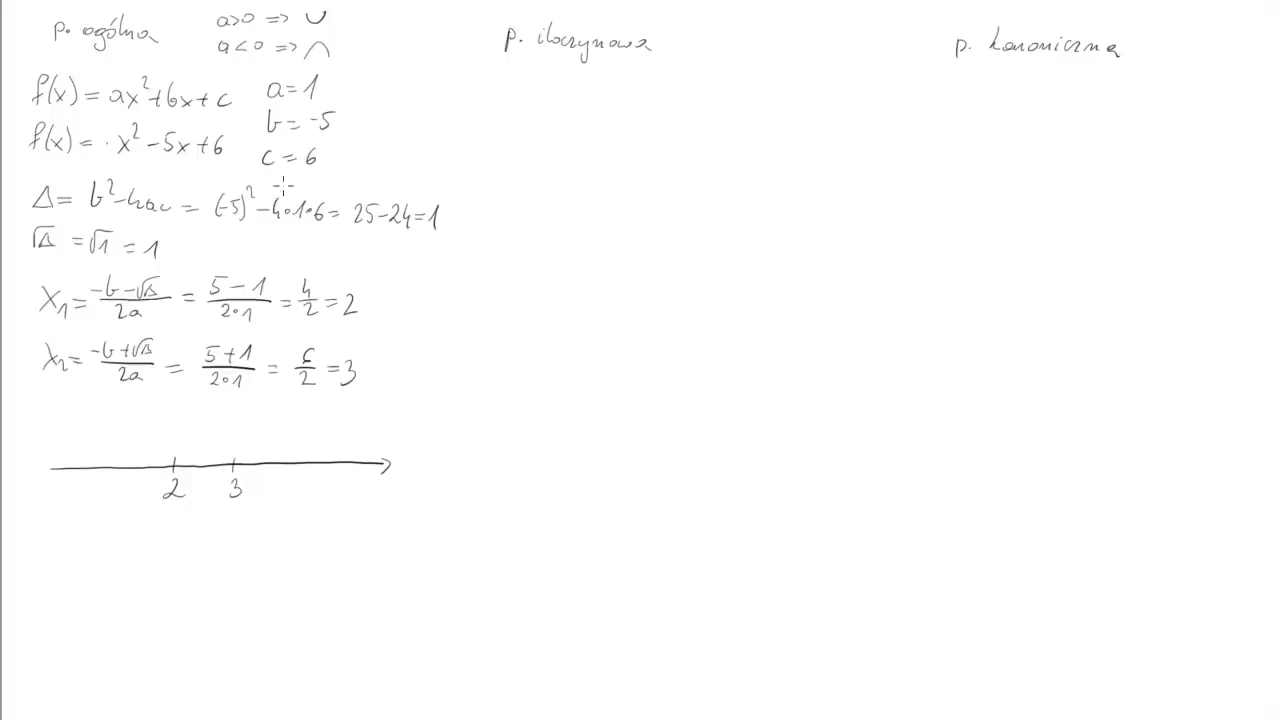 p. ogólna
a>0 => ∪
a<0 => ∩
f(x) = ax²+bx+c
f(x) = x² - 5x + 6
a = 1
b = -5
c = 6
Δ = b² - 4ac = (-5)² - 4•1•6 = 25 - 24 = 1
√Δ = √1 = 1
x₁ = (-b-√Δ)/2a = (5-1)/2•1 = 4/2 = 2
x₂ = (-b+√Δ)/2a = (5+1)/2•1 = 6/2 = 3
2 3
p. iloczynowa
p. kanoniczna